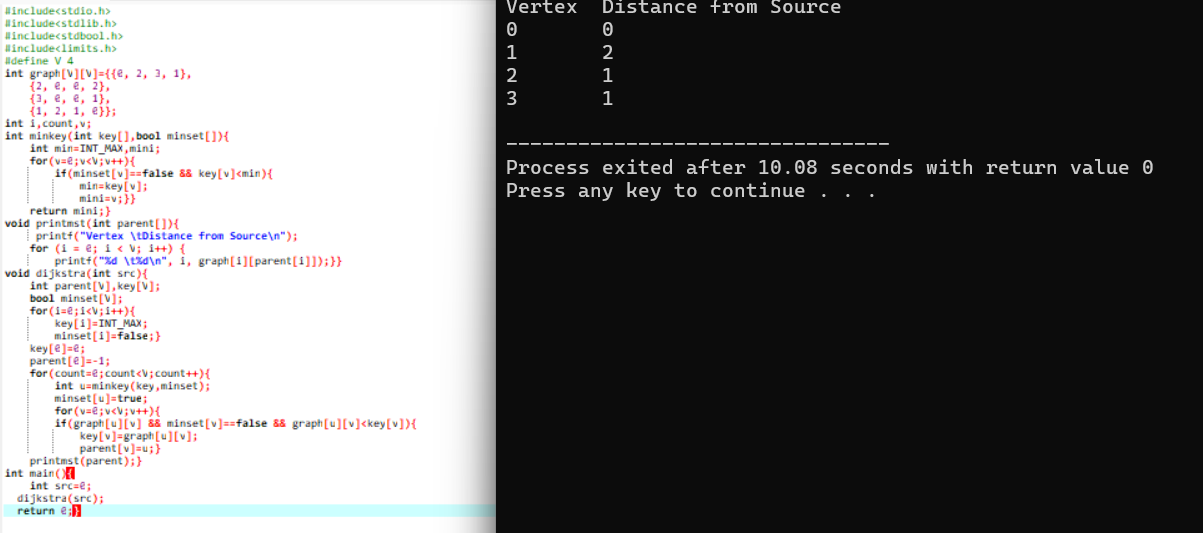 #include<stdio.h>
#include<stdlib.h>
#include<stdbool.h>
#include<limits.h>
#define V 4
int graph[V][V]={{0, 2, 3, 1},
{2, 0, 0, 2},
{3, 0, 0, 1},
{1, 2, 1, 0}};
int i,count,v;
int minkey(int key[],bool minset[]){
int min=INT_MAX,mini;
for(v=0;v<V;v++){
if(minset[v]==false && key[v]<min){
min=key[v];
mini=v;}}
return mini;}
void printmst(int parent[]){
printf("Vertex \tDistance from Source\n");
for (i = 0; i < V; i++) {
printf("%d \t%d\n", i, graph[i][parent[i]]);}}
void dijkstra(int src){
int parent[V],key[V];
bool minset[V];
for(i=0;i<V;i++){
key[i]=INT_MAX;
minset[i]=false;}
key[0]=0;
parent[0]=-1;
for(count=0;count<V;count++){
int u=minkey(key,minset);
minset[u]=true;
for(v=0;v<V;v++){
if(graph[u][v] && minset[v]==false && graph[u][v]<key[v]){
key[v]=graph[u][v];
parent[v]=u;}
printmst(parent);}
int main(){
int src=0;
dijkstra(src);
return 0;}
Vertex Distance from Source
0 0
1 2
2 1
3 1
--------------------------------
Process exited after 10.08 seconds with return value 0
Press any key to continue . . .